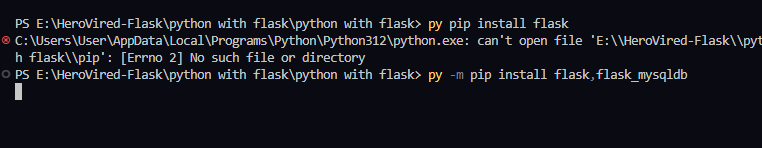 PS E:\HeroVired-Flask\python with flask\python with flask> py pip install flask
C:\Users\User\AppData\Local\Programs\Python\Python312\python.exe: can't open file 'E:\\HeroVired-Flask\\pyt
h flask\\pip': [Errno 2] No such file or directory
PS E:\HeroVired-Flask\python with flask\python with flask> py -m pip install flask,flask_mysqldb